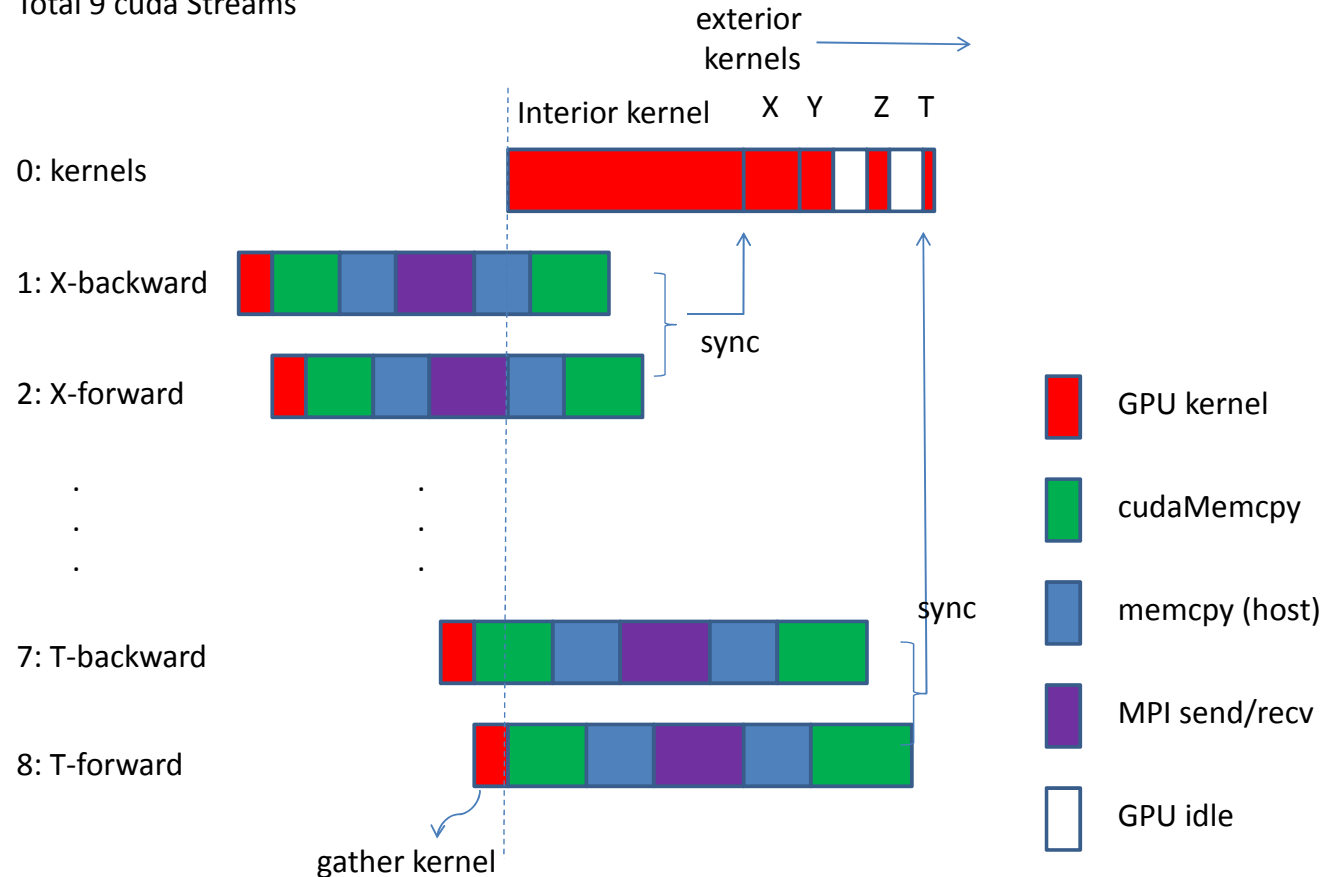 Total 9 cuda Streams
exterior
kernels
Interior kernel X Y Z T
0: kernels
1: X-backward
sync
2: X-forward
GPU kernel
.
.
.
.
.
.
cudaMemcpy
memcpy (host)
sync
7: T-backward
MPI send/recv
8: T-forward
GPU idle
gather kernel